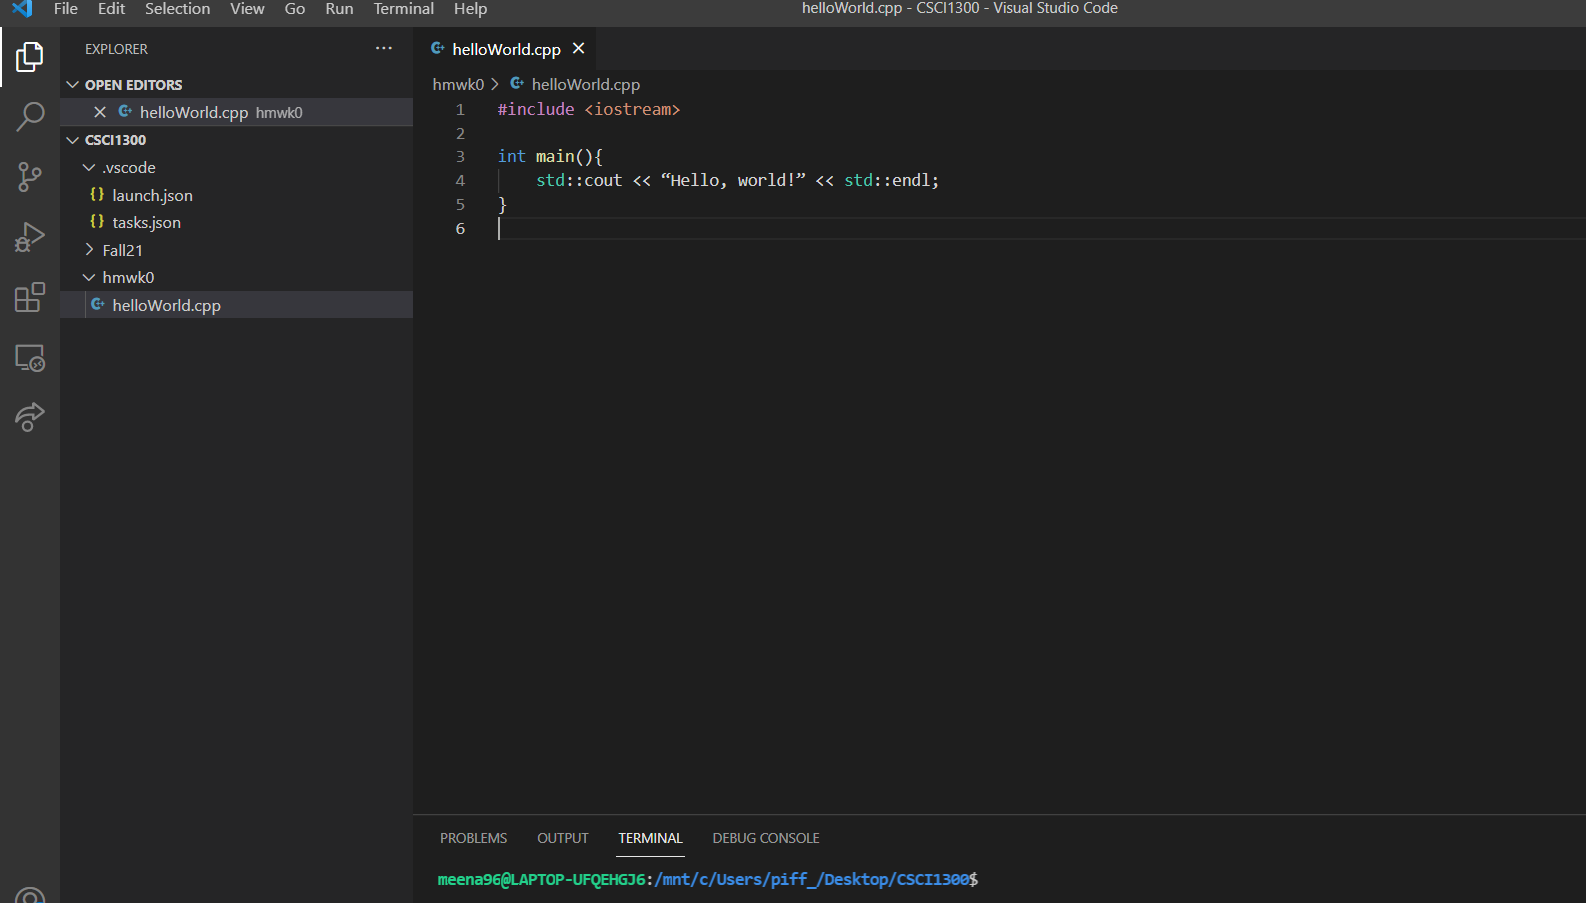 File Edit Selection View Go Run Terminal Help
helloWorld.cpp - CSCI1300 - Visual Studio Code
EXPLORER
OPEN EDITORS
helloWorld.cpp hmwk0
CSCI1300
.vscode
{} launch.json
{} tasks.json
Fall21
hmwk0
helloWorld.cpp
helloWorld.cpp
hmwk0 > helloWorld.cpp
1 #include <iostream>
2
3 int main(){
4     std::cout << “Hello, world!” << std::endl;
5 }
6
PROBLEMS OUTPUT TERMINAL DEBUG CONSOLE
meena96@LAPTOP-UFQEHGJ6:/mnt/c/Users/piff_/Desktop/CSCI1300$